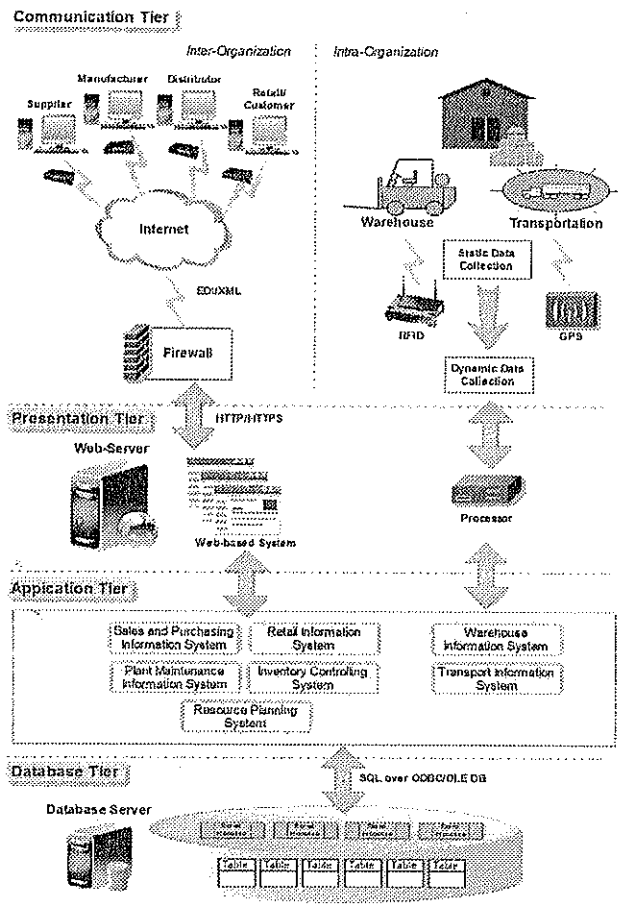 Communication Tier
Inter-Organization
Intra-Organization
Manufacturer
Distributor
Supplier
Retail/
Customer
Internet
EDI/XML
Firewall
Warehouse
Transportation
Static Data
Collection
RFID
GPS
Dynamic Data
Collection
Presentation Tier
HTTP/HTTPS
Web-Server
Web-based System
Processor
Appication Tier
Sales and Purchasing
Information System
Retail Information
System
Warehouse
Information System
Plant Maintenance
Information System
Inventory Controlling
System
Transport Information
System
Resource Planning
System
Database Tier
SQL over ODBC/OLE DB
Database Server
Table
Table
Table
Table
Table
Table